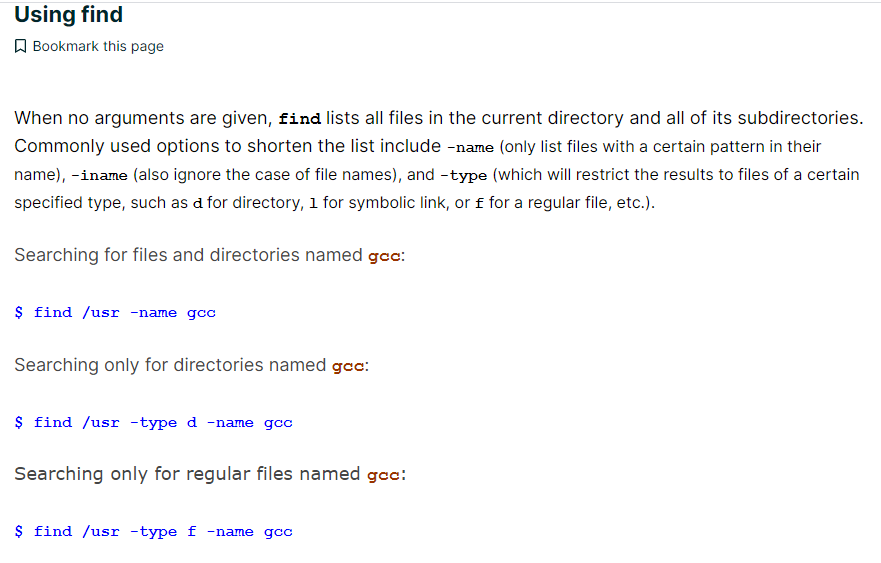 Using find
Bookmark this page
When no arguments are given, find lists all files in the current directory and all of its subdirectories.
Commonly used options to shorten the list include -name (only list files with a certain pattern in their
name), -iname (also ignore the case of file names), and -type (which will restrict the results to files of a certain
specified type, such as d for directory, l for symbolic link, or f for a regular file, etc.).
Searching for files and directories named gcc:
$ find /usr -name gcc
Searching only for directories named gcc:
$ find /usr -type d -name gcc
Searching only for regular files named gcc:
$ find /usr -type f -name gcc